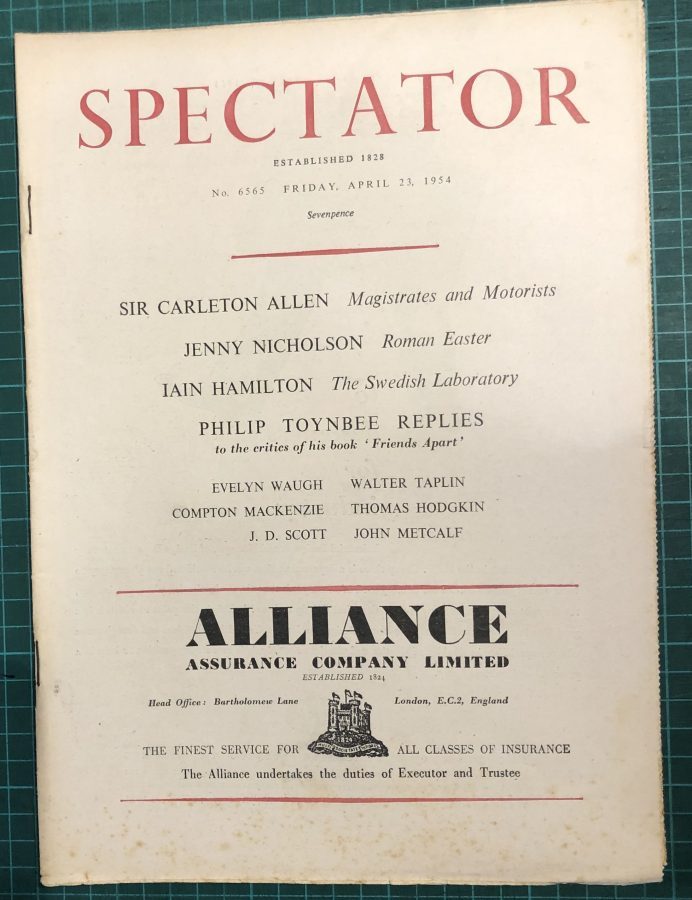 SPECTATOR
ESTABLISHED 1828
No. 6565 FRIDAY, APRIL 23, 1954
Sevenpence
SIR CARLETON ALLEN Magistrates and Motorists
JENNY NICHOLSON Roman Easter
IAIN HAMILTON The Swedish Laboratory
PHILIP TOYNBEE REPLIES
to the critics of his book ‘Friends Apart’
EVELYN WAUGH WALTER TAPLIN
COMPTON MACKENZIE THOMAS HODGKIN
J. D. SCOTT JOHN METCALF
ALLIANCE
ASSURANCE COMPANY LIMITED
ESTABLISHED 1824
Head Office: Bartholomew Lane London, E.C.2, England
1824
THE FINEST SERVICE FOR ALL CLASSES OF INSURANCE
The Alliance undertakes the duties of Executor and Trustee